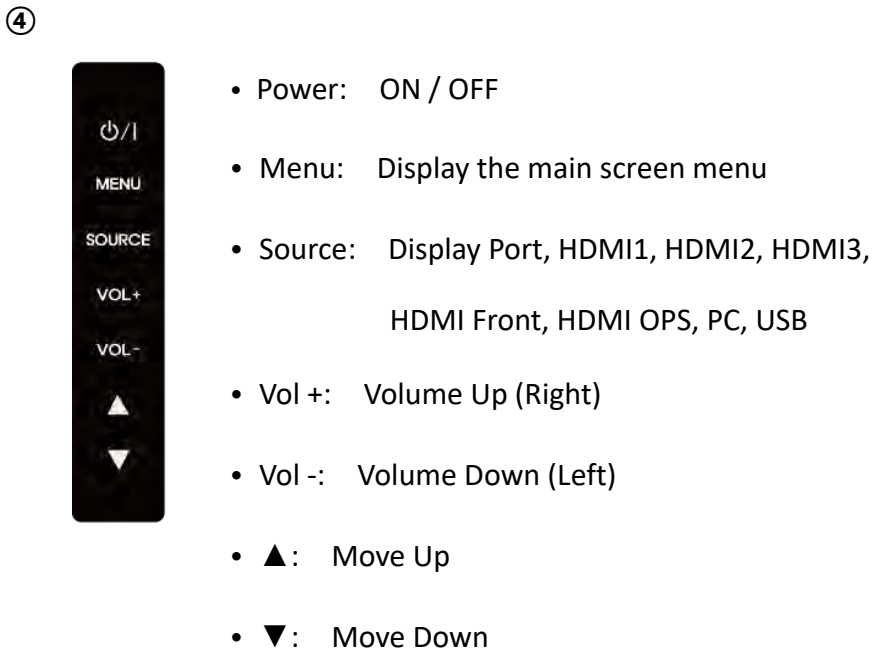 ④
⏻/I
MENU
SOURCE
VOL+
VOL-
▲
▼
• Power: ON / OFF
• Menu: Display the main screen menu
• Source: Display Port, HDMI1, HDMI2, HDMI3,
HDMI Front, HDMI OPS, PC, USB
• Vol +: Volume Up (Right)
• Vol -: Volume Down (Left)
• ▲: Move Up
• ▼: Move Down